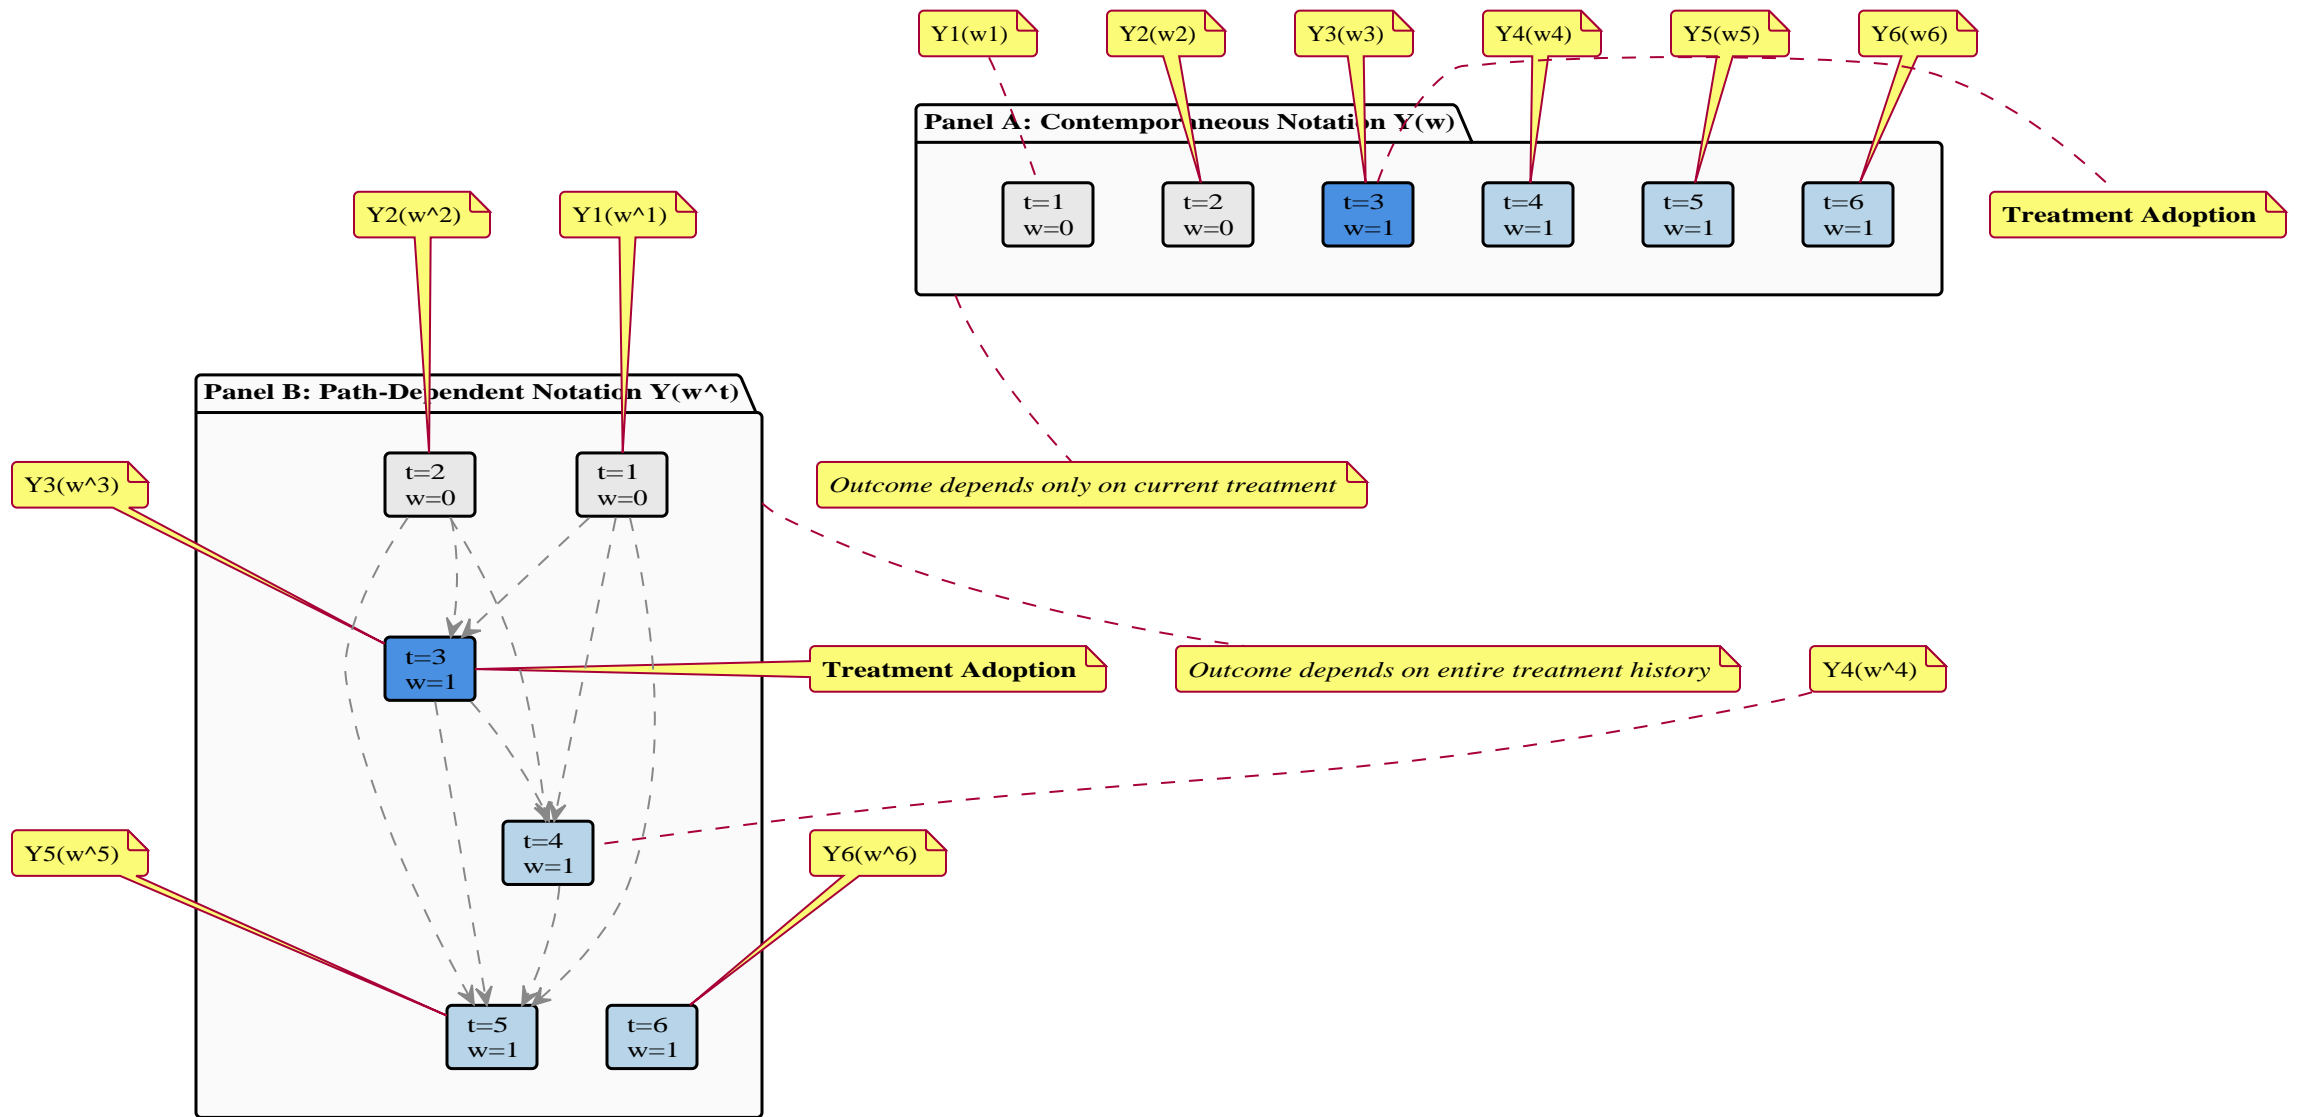 Y1(w1)
Y2(w2)
Y3(w3)
Y4(w4)
Y5(w5)
Y6(w6)
Panel A: Contemporaneous Notation Y(w)
t=1
w=0
t=2
w=0
t=3
w=1
t=4
w=1
t=5
w=1
t=6
w=1
Treatment Adoption
Outcome depends only on current treatment
Y2(w^2)
Y1(w^1)
Panel B: Path-Dependent Notation Y(w^t)
t=2
w=0
t=1
w=0
Y3(w^3)
t=3
w=1
Treatment Adoption
Outcome depends on entire treatment history
Y4(w^4)
t=4
w=1
Y5(w^5)
Y6(w^6)
t=5
w=1
t=6
w=1